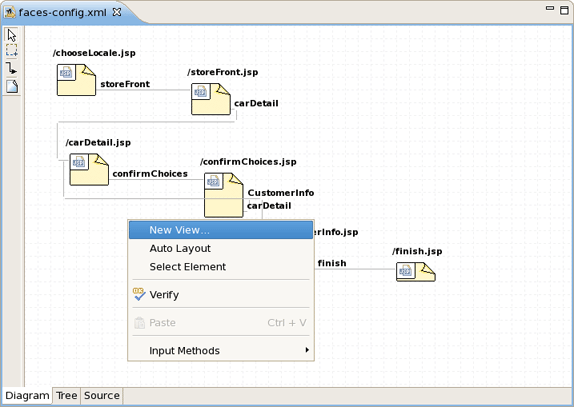 faces-config.xml
/chooseLocale.jsp
storeFront
/storeFront.jsp
carDetail
/carDetail.jsp
confirmChoices
/confirmChoices.jsp
CustomerInfo
carDetail
New View...
erInfo.jsp
Auto Layout
/finish.jsp
Select Element
finish
Verify
Paste Ctrl + V
Input Methods
Diagram Tree Source